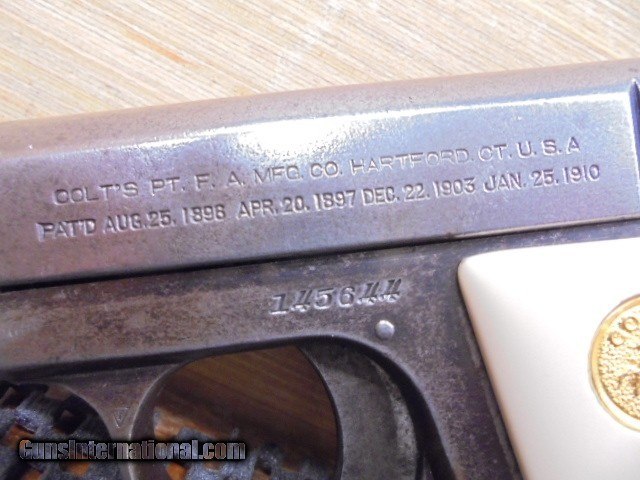 COLT'S PT. F. A. MFG. CO. HARTFORD. CT. U. S. A
PAT'D AUG. 25. 1896 APR. 20. 1897 DEC. 22. 1903 JAN. 25. 1910
145644
CO
GunsInternational.com